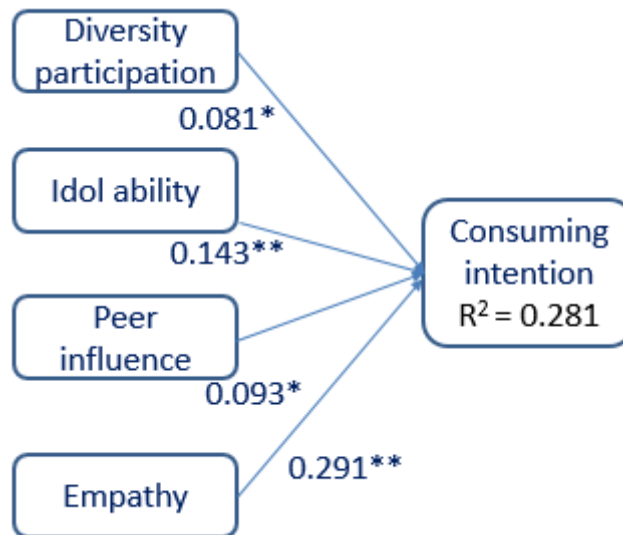 Diversity
participation
0.081*
Idol ability
0.143**
Peer
influence
0.093*
Empathy
0.291**
Consuming
intention
R² = 0.281